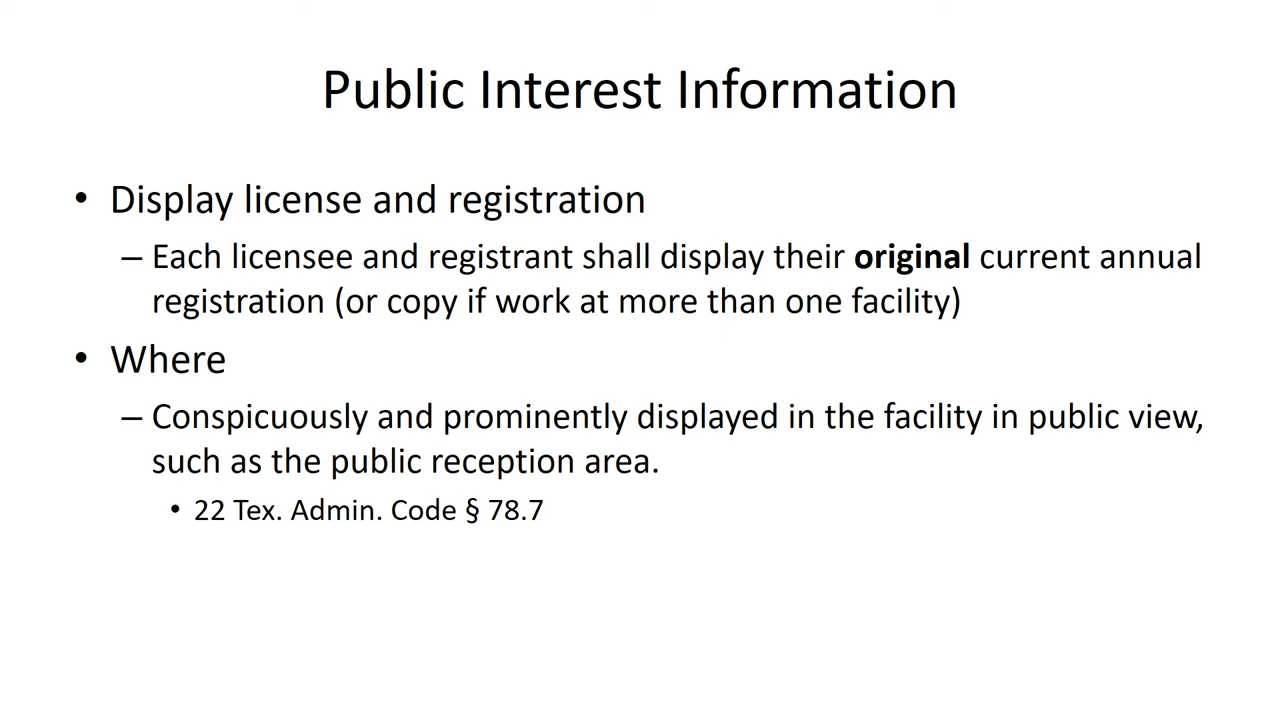 Public Interest Information
• Display license and registration
– Each licensee and registrant shall display their original current annual
registration (or copy if work at more than one facility)
• Where
– Conspicuously and prominently displayed in the facility in public view,
such as the public reception area.
• 22 Tex. Admin. Code § 78.7